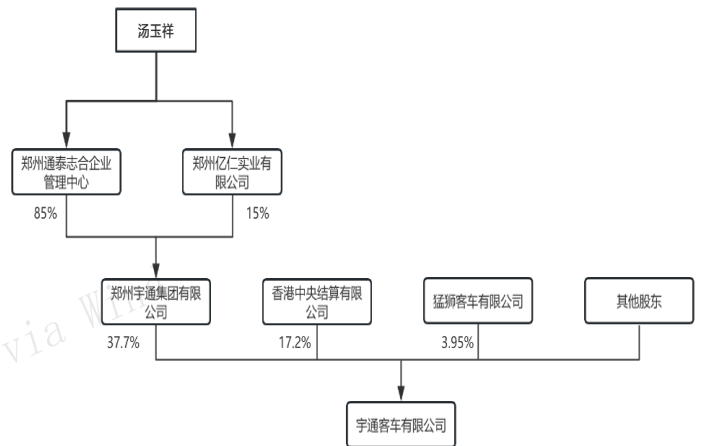 汤玉祥
郑州通泰志合企业
管理中心
郑州亿仁实业有
限公司
85%
15%
郑州宇通集团有限
公司
香港中央结算有限
公司
猛狮客车有限公司
其他股东
37.7%
17.2%
3.95%
宇通客车有限公司
via Wi